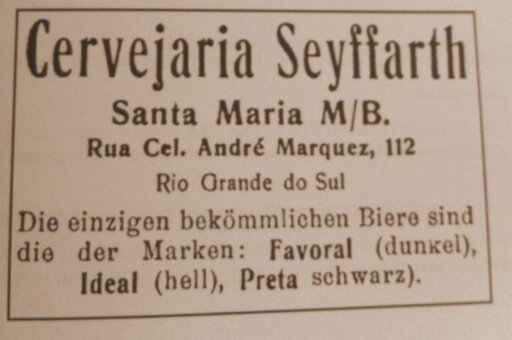 Cervejaria Seyffarth
Santa Maria M/B.
Rua Cel. André Marquez, 112
Rio Grande do Sul
Die einzigen bekömmlichen Biere sind
die der Marken: Favoral (dunkel),
Ideal (hell), Preta schwarz).